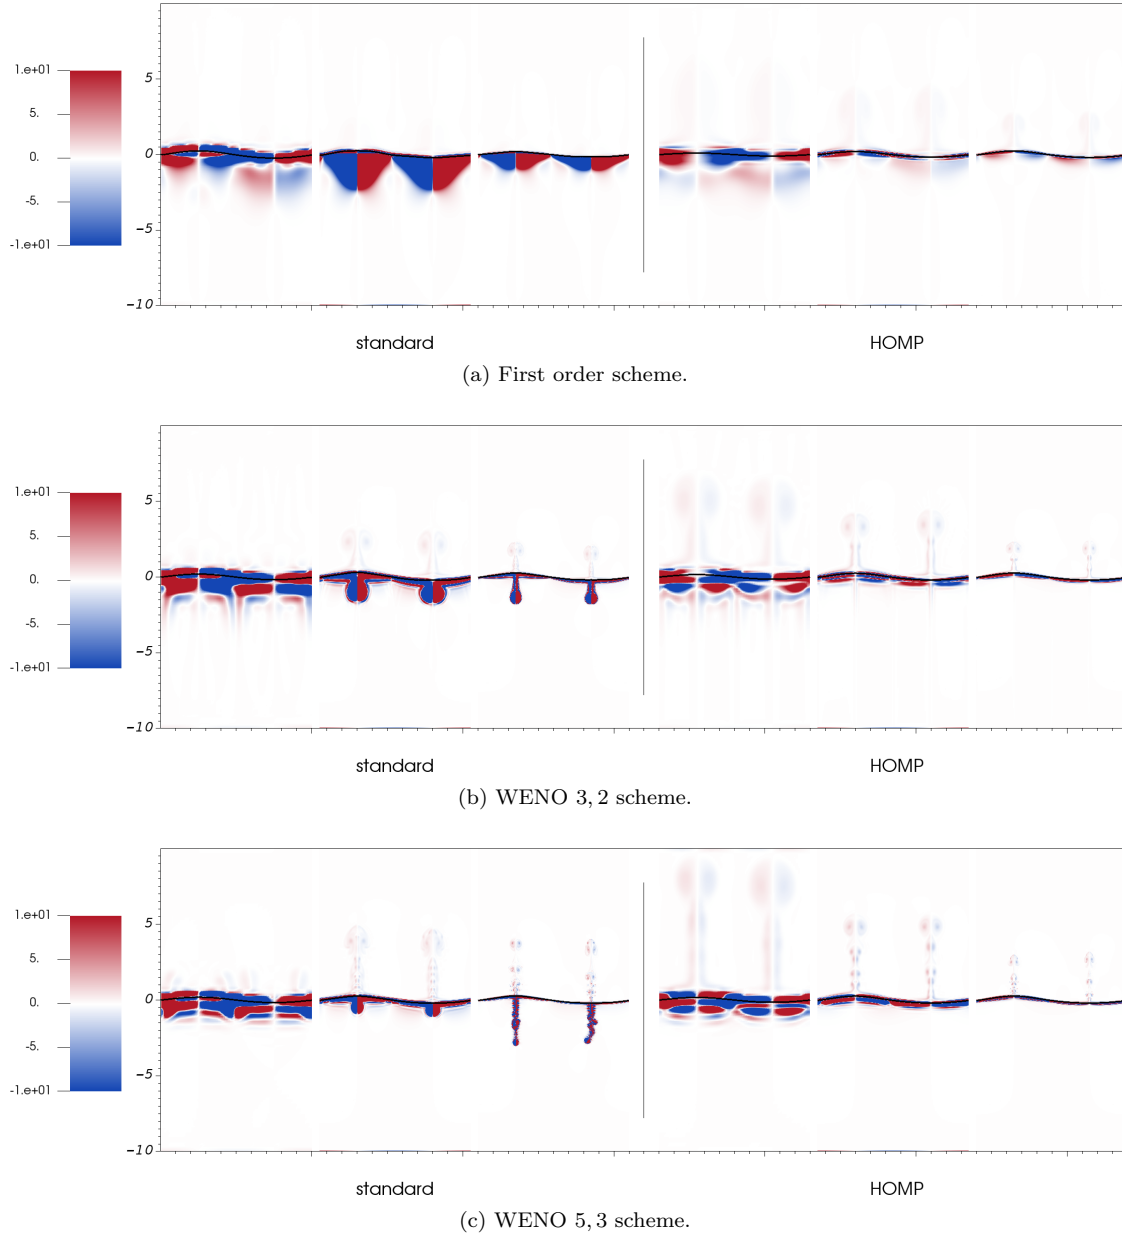 1.e+01
5.
0.
-5.
-1.e+01
5
0
-5
-10
standard HOMP
(a) First order scheme.
1.e+01
5.
0.
-5.
-1.e+01
5
0
-5
-10
standard HOMP
(b) WENO 3, 2 scheme.
1.e+01
5.
0.
-5.
-1.e+01
5
0
-5
-10
standard HOMP
(c) WENO 5, 3 scheme.